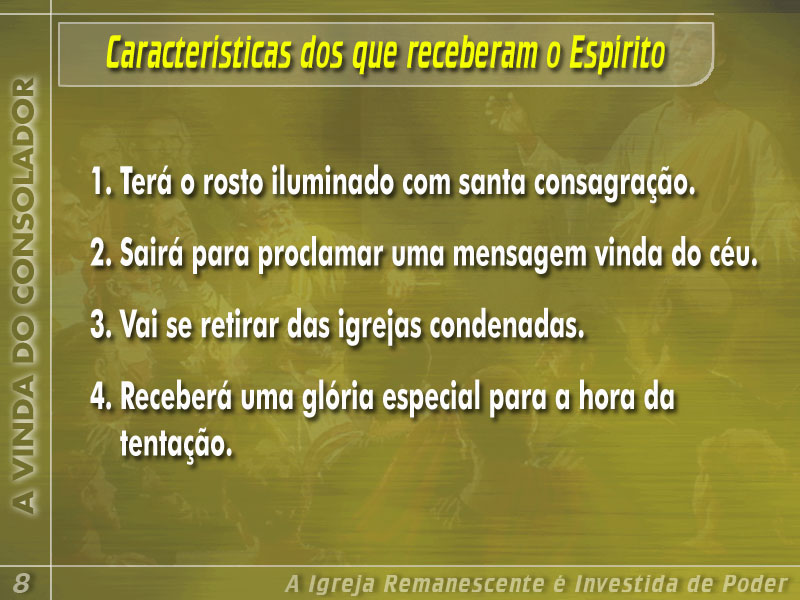 Características dos que receberam o Espírito
A VINDA DO CONSOLADOR
1. Terá o rosto iluminado com santa consagração.
2. Sairá para proclamar uma mensagem vinda do céu.
3. Vai se retirar das igrejas condenadas.
4. Receberá uma glória especial para a hora da
tentação.
8
A Igreja Remanescente é Investida de Poder